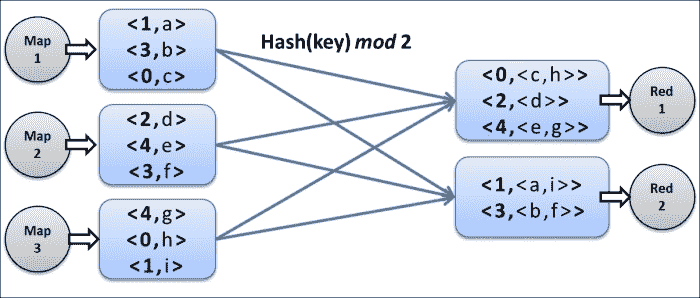 Map
1
<1,a>
<3,b>
<0,c>
Hash(key) mod 2
Map
2
<2,d>
<4,e>
<3,f>
Map
3
<4,g>
<0,h>
<1,i>
<0,<c,h>>
<2,<d>>
<4,<e,g>>
Red
1
<1,<a,i>>
<3,<b,f>>
Red
2